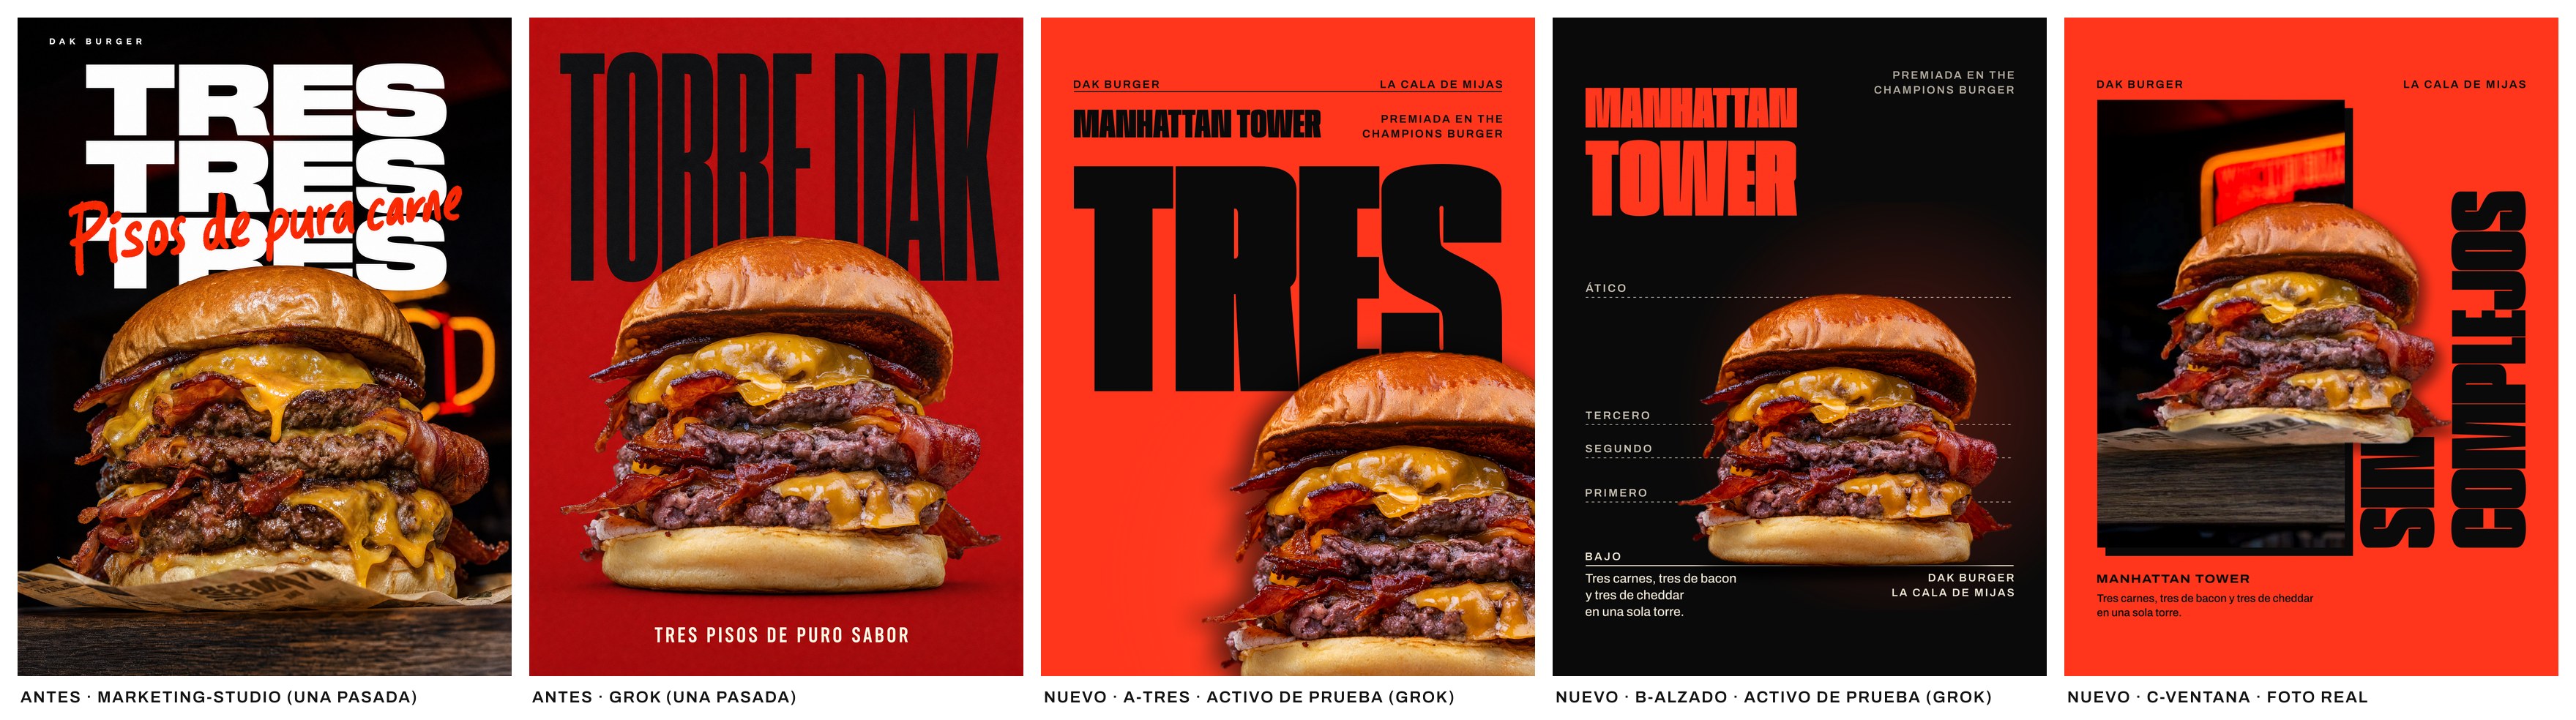 DAK BURGER
TRES
TRES
Pisos de pura carne
TRES
ANTES · MARKETING-STUDIO (UNA PASADA)
TORRE DAK
TRES PISOS DE PURO SABOR
ANTES · GROK (UNA PASADA)
DAK BURGER LA CALA DE MIJAS
MANHATTAN TOWER
PREMIADA EN THE
CHAMPIONS BURGER
TRES
NUEVO · A-TRES · ACTIVO DE PRUEBA (GROK)
PREMIADA EN THE
CHAMPIONS BURGER
MANHATTAN
TOWER
ÁTICO
TERCERO
SEGUNDO
PRIMERO
BAJO
Tres carnes, tres de bacon
y tres de cheddar
en una sola torre.
DAK BURGER
LA CALA DE MIJAS
NUEVO · B-ALZADO · ACTIVO DE PRUEBA (GROK)
DAK BURGER LA CALA DE MIJAS
SIN
COMPLEJOS
MANHATTAN TOWER
Tres carnes, tres de bacon y tres de cheddar
en una sola torre.
NUEVO · C-VENTANA · FOTO REAL